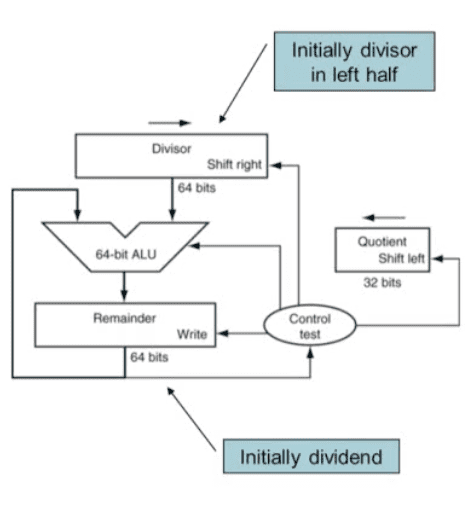 Initially divisor
in left half
Divisor
Shift right
64 bits
64-bit ALU
Quotient
Shift left
32 bits
Remainder
Write
Control
test
64 bits
Initially dividend